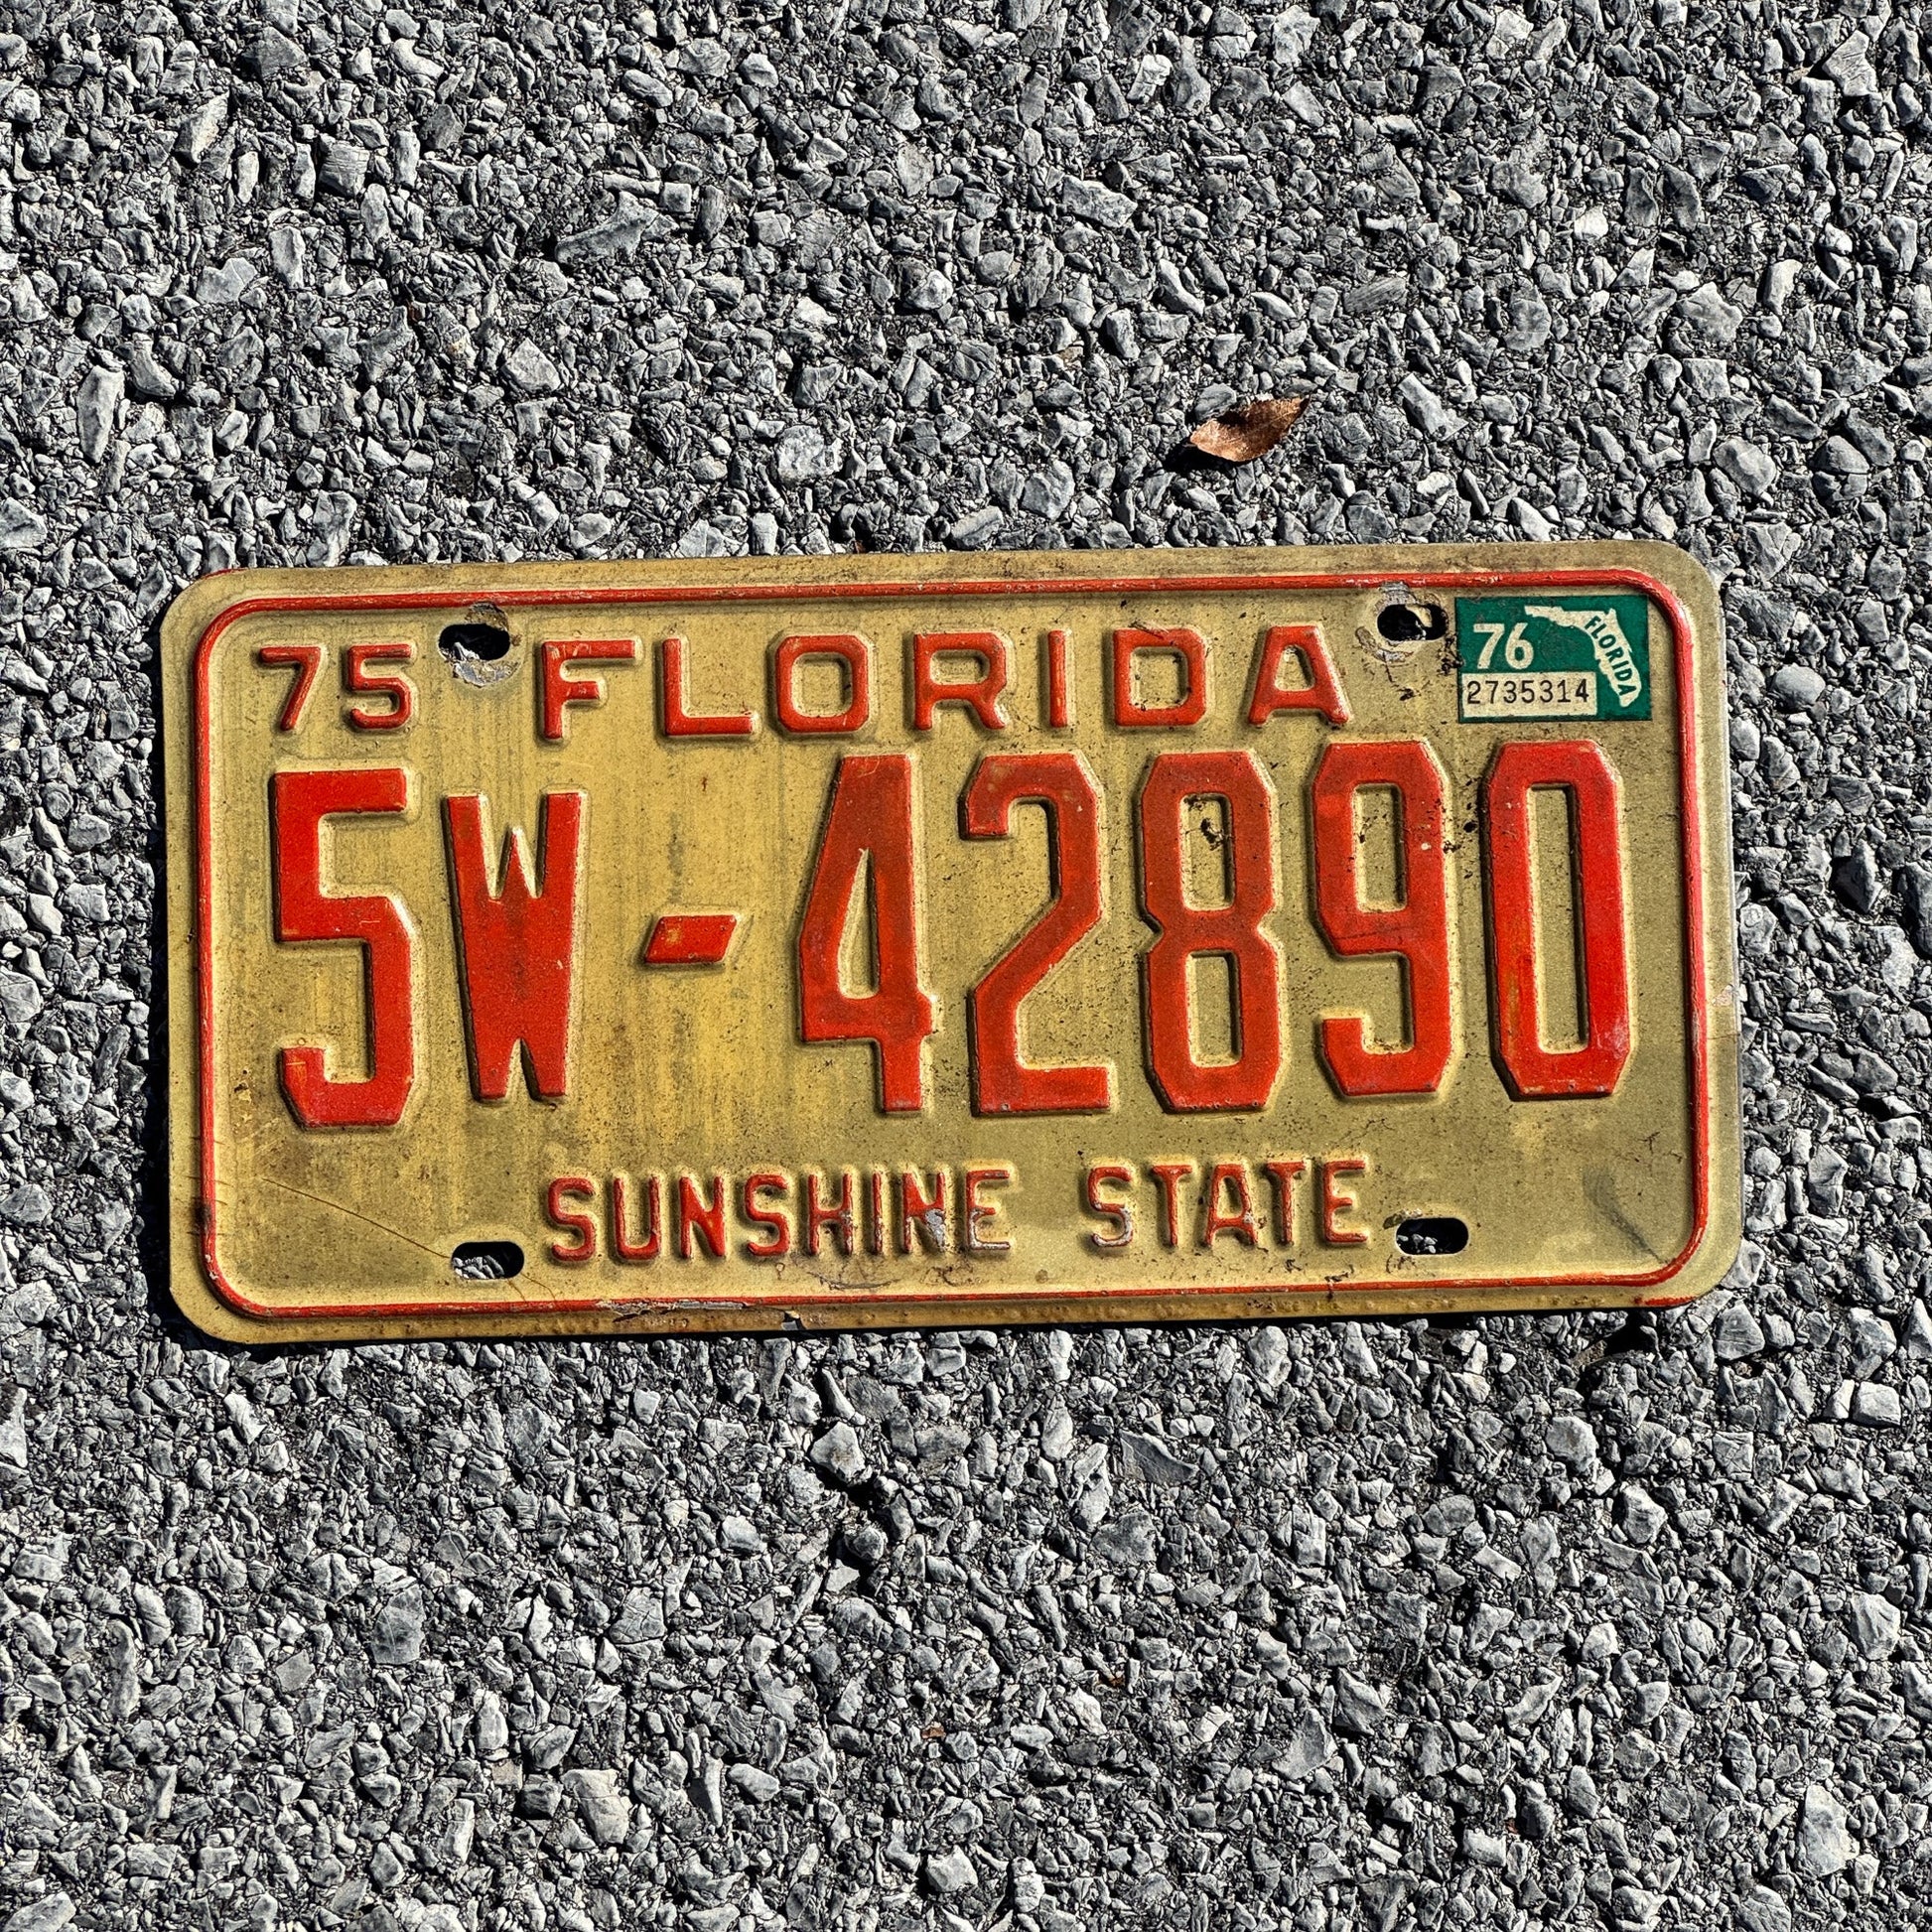 75 FLORIDA
76 FLORIDA
2735314
5W-42890
SUNSHINE STATE